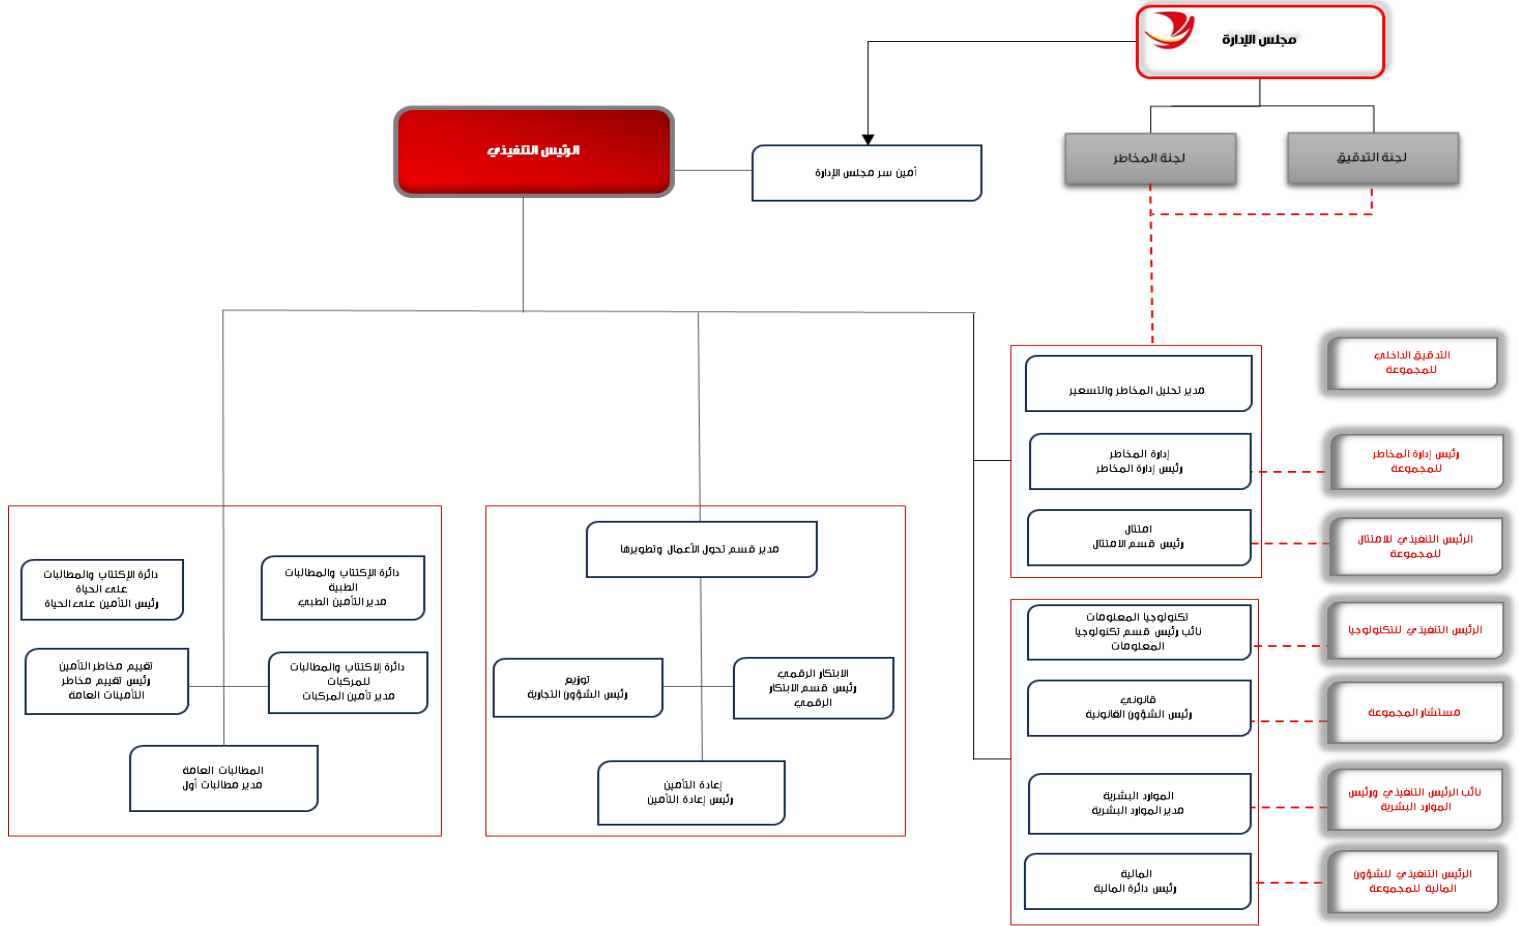 مجلس الإدارة
لجنة التدقيق
لجنة المخاطر
أمين سر مجلس الإدارة
الرئيس التنفيذي
التدقيق الداخلي
للمجموعة
رئيس إدارة المخاطر
للمجموعة
الرئيس التنفيذي للامتثال
للمجموعة
الرئيس التنفيذي للتكنولوجيا
مستشار المجموعة
نائب الرئيس التنفيذي ورئيس
الموارد البشرية
الرئيس التنفيذي للشؤون
المالية للمجموعة
مدير تحليل المخاطر والتسعير
إدارة المخاطر
رئيس إدارة المخاطر
امتثال
رئيس قسم الامتثال
تكنولوجيا المعلومات
نائب رئيس قسم تكنولوجيا
المعلومات
قانوني
رئيس الشؤون القانونية
الموارد البشرية
مدير الموارد البشرية
المالية
رئيس دائرة المالية
مدير قسم تحول الأعمال وتطويرها
الابتكار الرقمي
رئيس قسم الابتكار
الرقمي
توزيع
رئيس الشؤون التجارية
إعادة التأمين
رئيس إعادة التأمين
دائرة الإكتتاب والمطالبات
الطبية
مدير التأمين الطبي
دائرة الإكتتاب والمطالبات
على الحياة
رئيس التأمين على الحياة
دائرة إلاكتتاب والمطالبات
للمركبات
مدير تأمين المركبات
تقييم مخاطر التأمين
رئيس تقييم مخاطر
التأمينات العامة
المطالبات العامة
مدير مطالبات أول